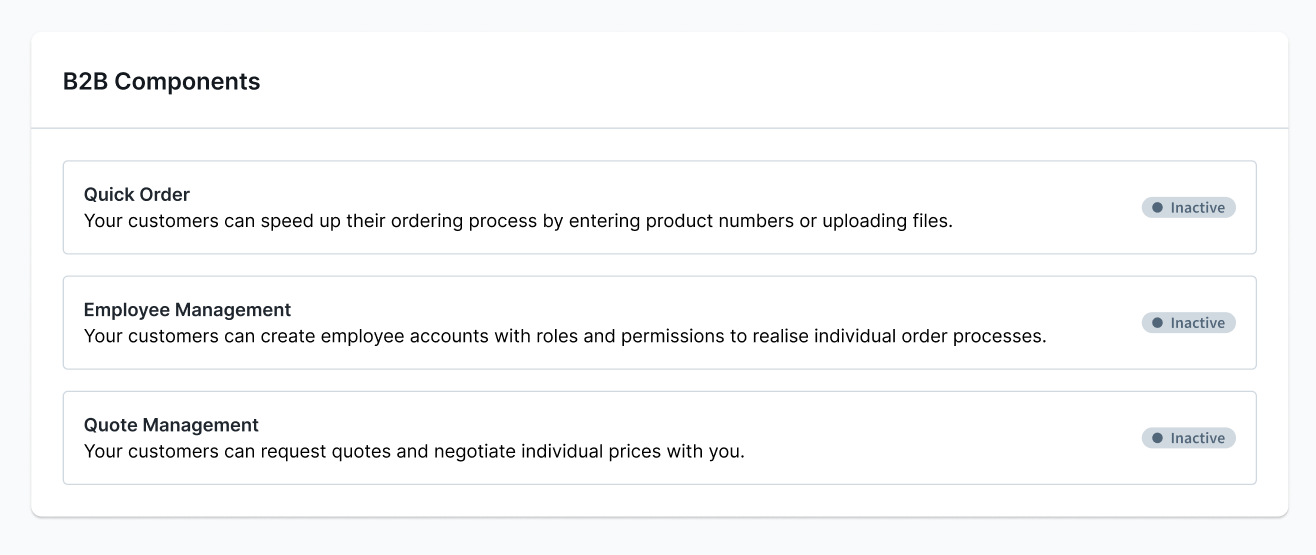 B2B Components
Quick Order
Your customers can speed up their ordering process by entering product numbers or uploading files.
Inactive
Employee Management
Your customers can create employee accounts with roles and permissions to realise individual order processes.
Inactive
Quote Management
Your customers can request quotes and negotiate individual prices with you.
Inactive